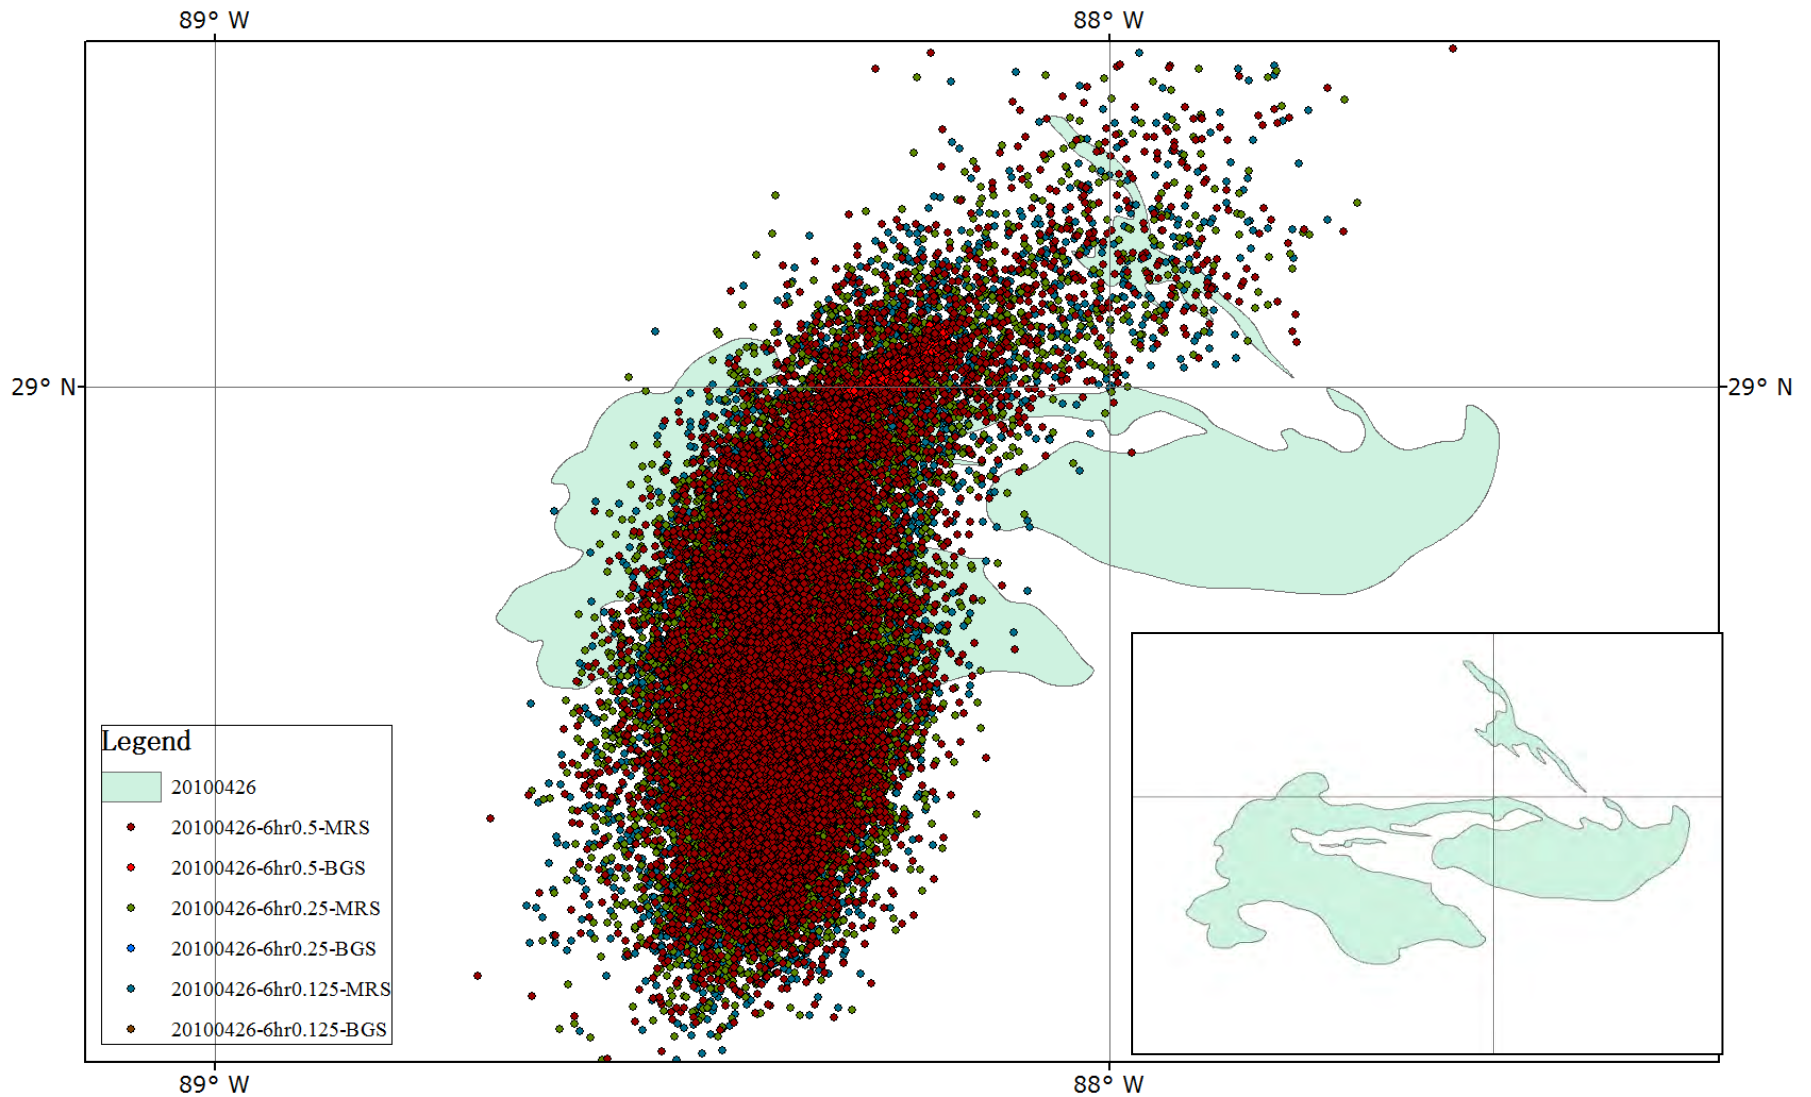 89° W
88° W
29° N
29° N
Legend
20100426
20100426-6hr0.5-MRS
20100426-6hr0.5-BGS
20100426-6hr0.25-MRS
20100426-6hr0.25-BGS
20100426-6hr0.125-MRS
20100426-6hr0.125-BGS
89° W
88° W